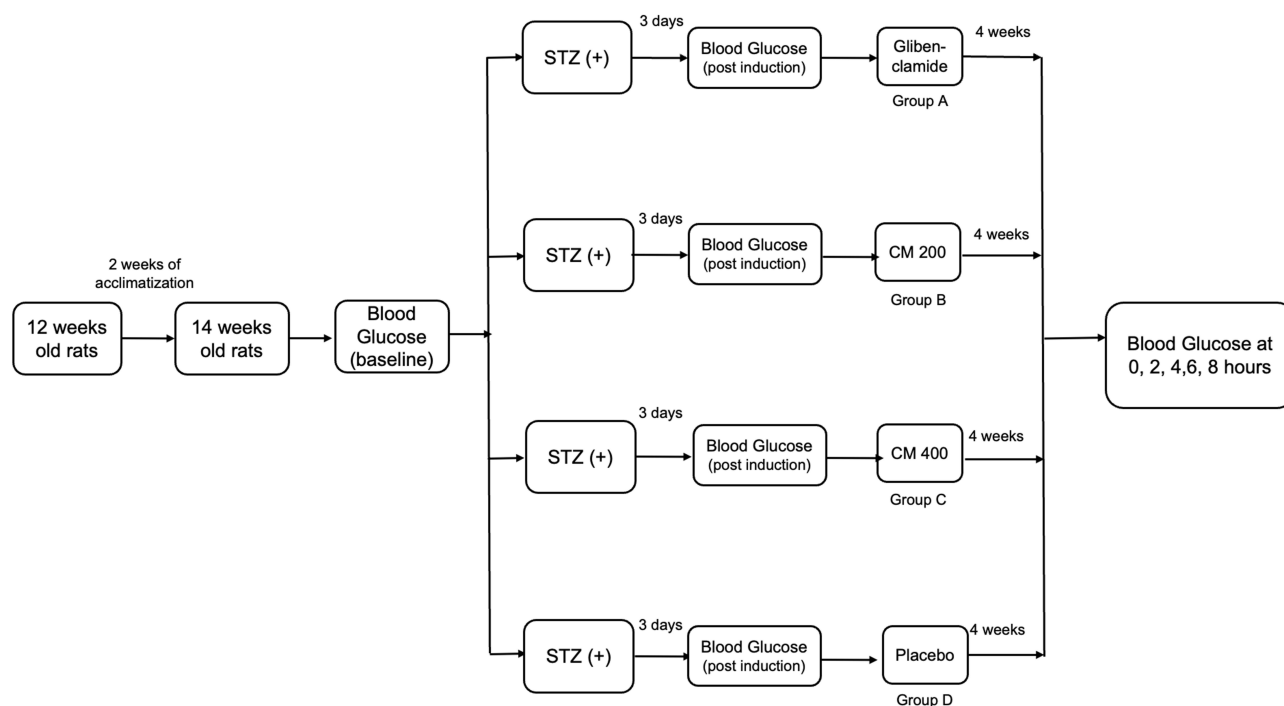 2 weeks of
acclimatization
12 weeks
old rats
14 weeks
old rats
Blood
Glucose
(baseline)
STZ (+)
3 days
Blood Glucose
(post induction)
Gliben-
clamide
Group A
4 weeks
STZ (+)
3 days
Blood Glucose
(post induction)
CM 200
Group B
4 weeks
STZ (+)
3 days
Blood Glucose
(post induction)
CM 400
Group C
4 weeks
STZ (+)
3 days
Blood Glucose
(post induction)
Placebo
Group D
4 weeks
Blood Glucose at
0, 2, 4,6, 8 hours